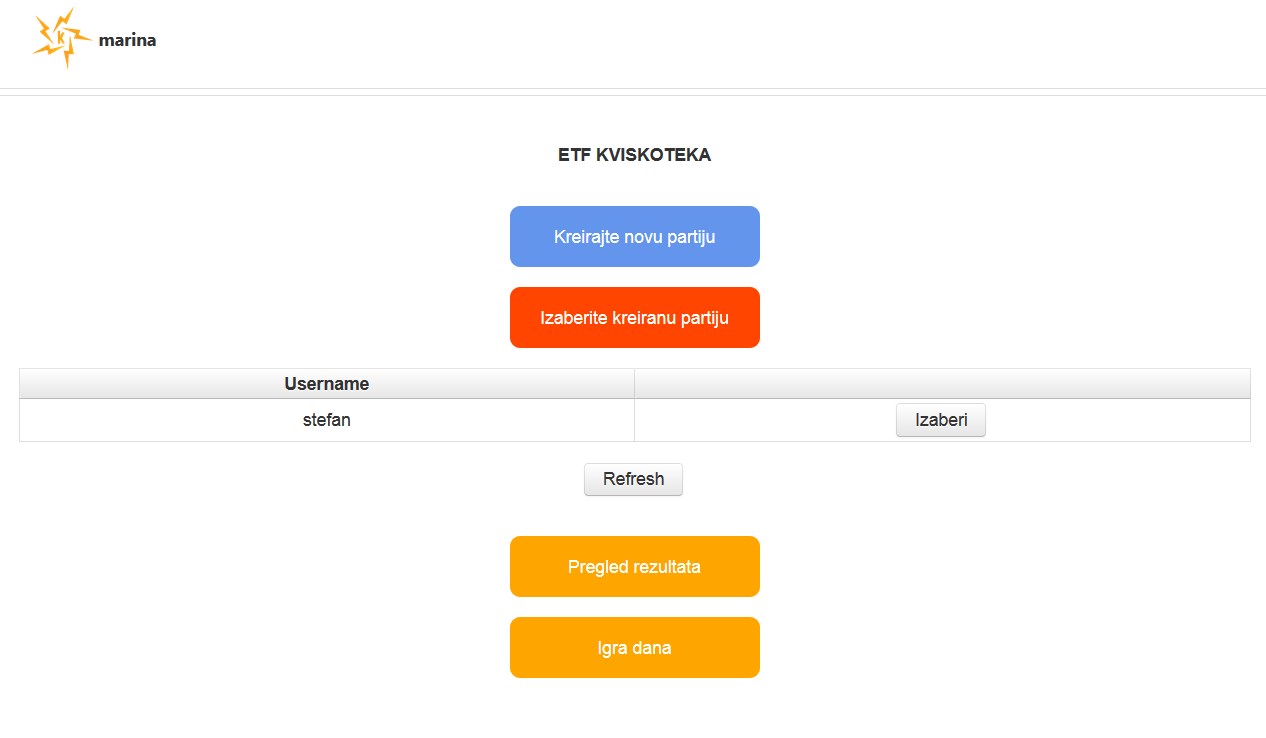 K
marina
ETF KVISKOTEKA
Kreirajte novu partiju
Izaberite kreiranu partiju
Username
stefan Izaberi
Refresh
Pregled rezultata
Igra dana